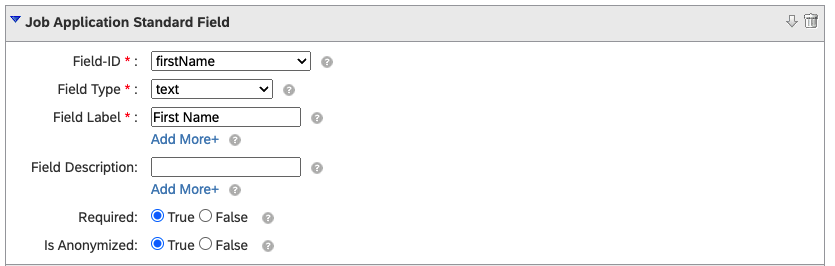 Job Application Standard Field
Field-ID * : firstName
Field Type * : text
Field Label * : First Name
Add More+
Field Description:
Add More+
Required: True False
Is Anonymized: True False